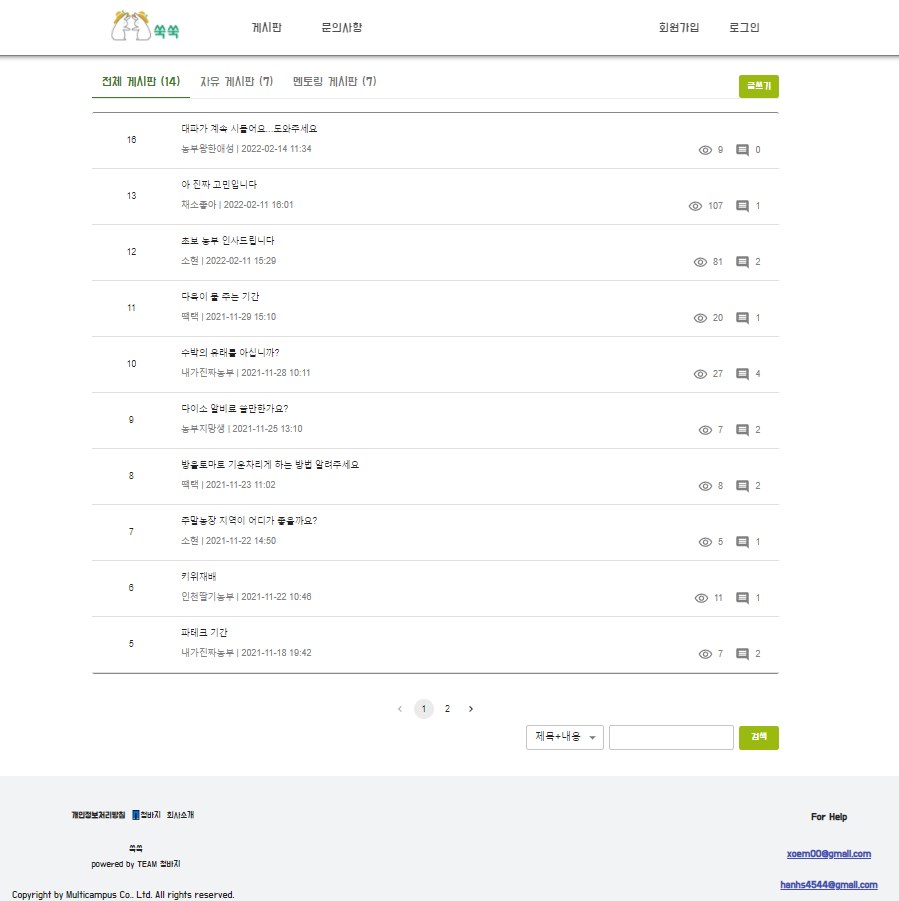 쑥쑥 게시판 문의사항 회원가입 로그인
전체 게시판 (14) 자유 게시판 (7) 멘토링 게시판 (7) 글쓰기
16 대파가 계속 시들어요...도와주세요
농부왕한애성 | 2022-02-14 11:34 9 0
13 아 진짜 고민입니다
채소좋아 | 2022-02-11 16:01 107 1
12 초보 농부 인사드립니다
소현 | 2022-02-11 15:29 81 2
11 다육이 물 주는 기간
떽택 | 2021-11-29 15:10 20 1
10 수박의 유래를 아십니까?
내가진짜농부 | 2021-11-28 10:11 27 4
9 다이소 알비료 쓸만한가요?
농부지망생 | 2021-11-25 13:10 7 2
8 방울토마토 기운차리게 하는 방법 알려주세요
떽택 | 2021-11-23 11:02 8 2
7 주말농장 지역이 어디가 좋을까요?
소현 | 2021-11-22 14:50 5 1
6 키위재배
인천딸기농부 | 2021-11-22 10:46 11 1
5 파테크 기간
내가진짜농부 | 2021-11-18 19:42 7 2
‹ 1 2 ›
제목+내용 검색
개인정보처리방침 청바지 회사소개
쑥쑥
powered by TEAM 청바지
Copyright by Multicampus Co., Ltd. All rights reserved.
For Help
xoem00@gmail.com
hanhs4544@gmail.com